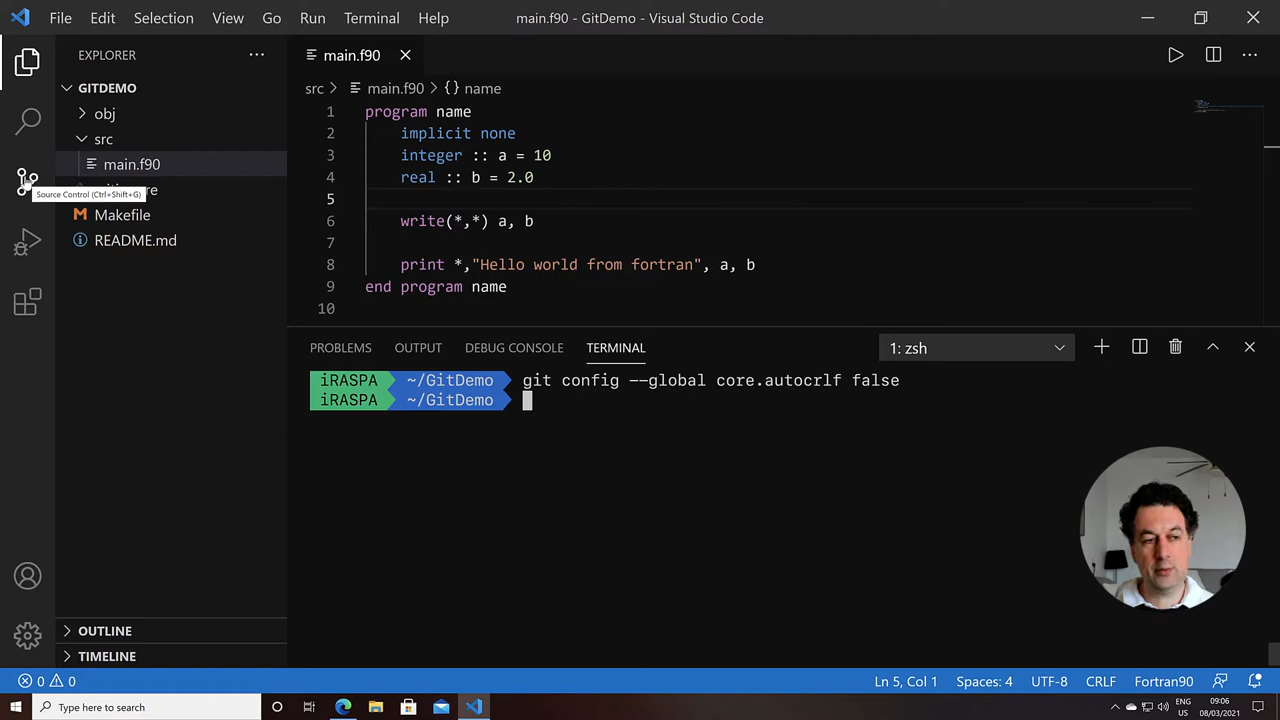 File Edit Selection View Go Run Terminal Help
main.f90 - GitDemo - Visual Studio Code
EXPLORER
main.f90
GITDEMO
src > main.f90 > {} name
obj
src
main.f90
Source Control (Ctrl+Shift+G)
Makefile
README.md
1 program name
2 implicit none
3 integer :: a = 10
4 real :: b = 2.0
5
6 write(*,*) a, b
7
8 print *,"Hello world from fortran", a, b
9 end program name
10
PROBLEMS OUTPUT DEBUG CONSOLE TERMINAL 1: zsh
iRASPA ~/GitDemo git config --global core.autocrlf false
iRASPA ~/GitDemo
OUTLINE
TIMELINE
0 0 Ln 5, Col 1 Spaces: 4 UTF-8 CRLF Fortran90
Type here to search
ENG
US
09:06
08/03/2021